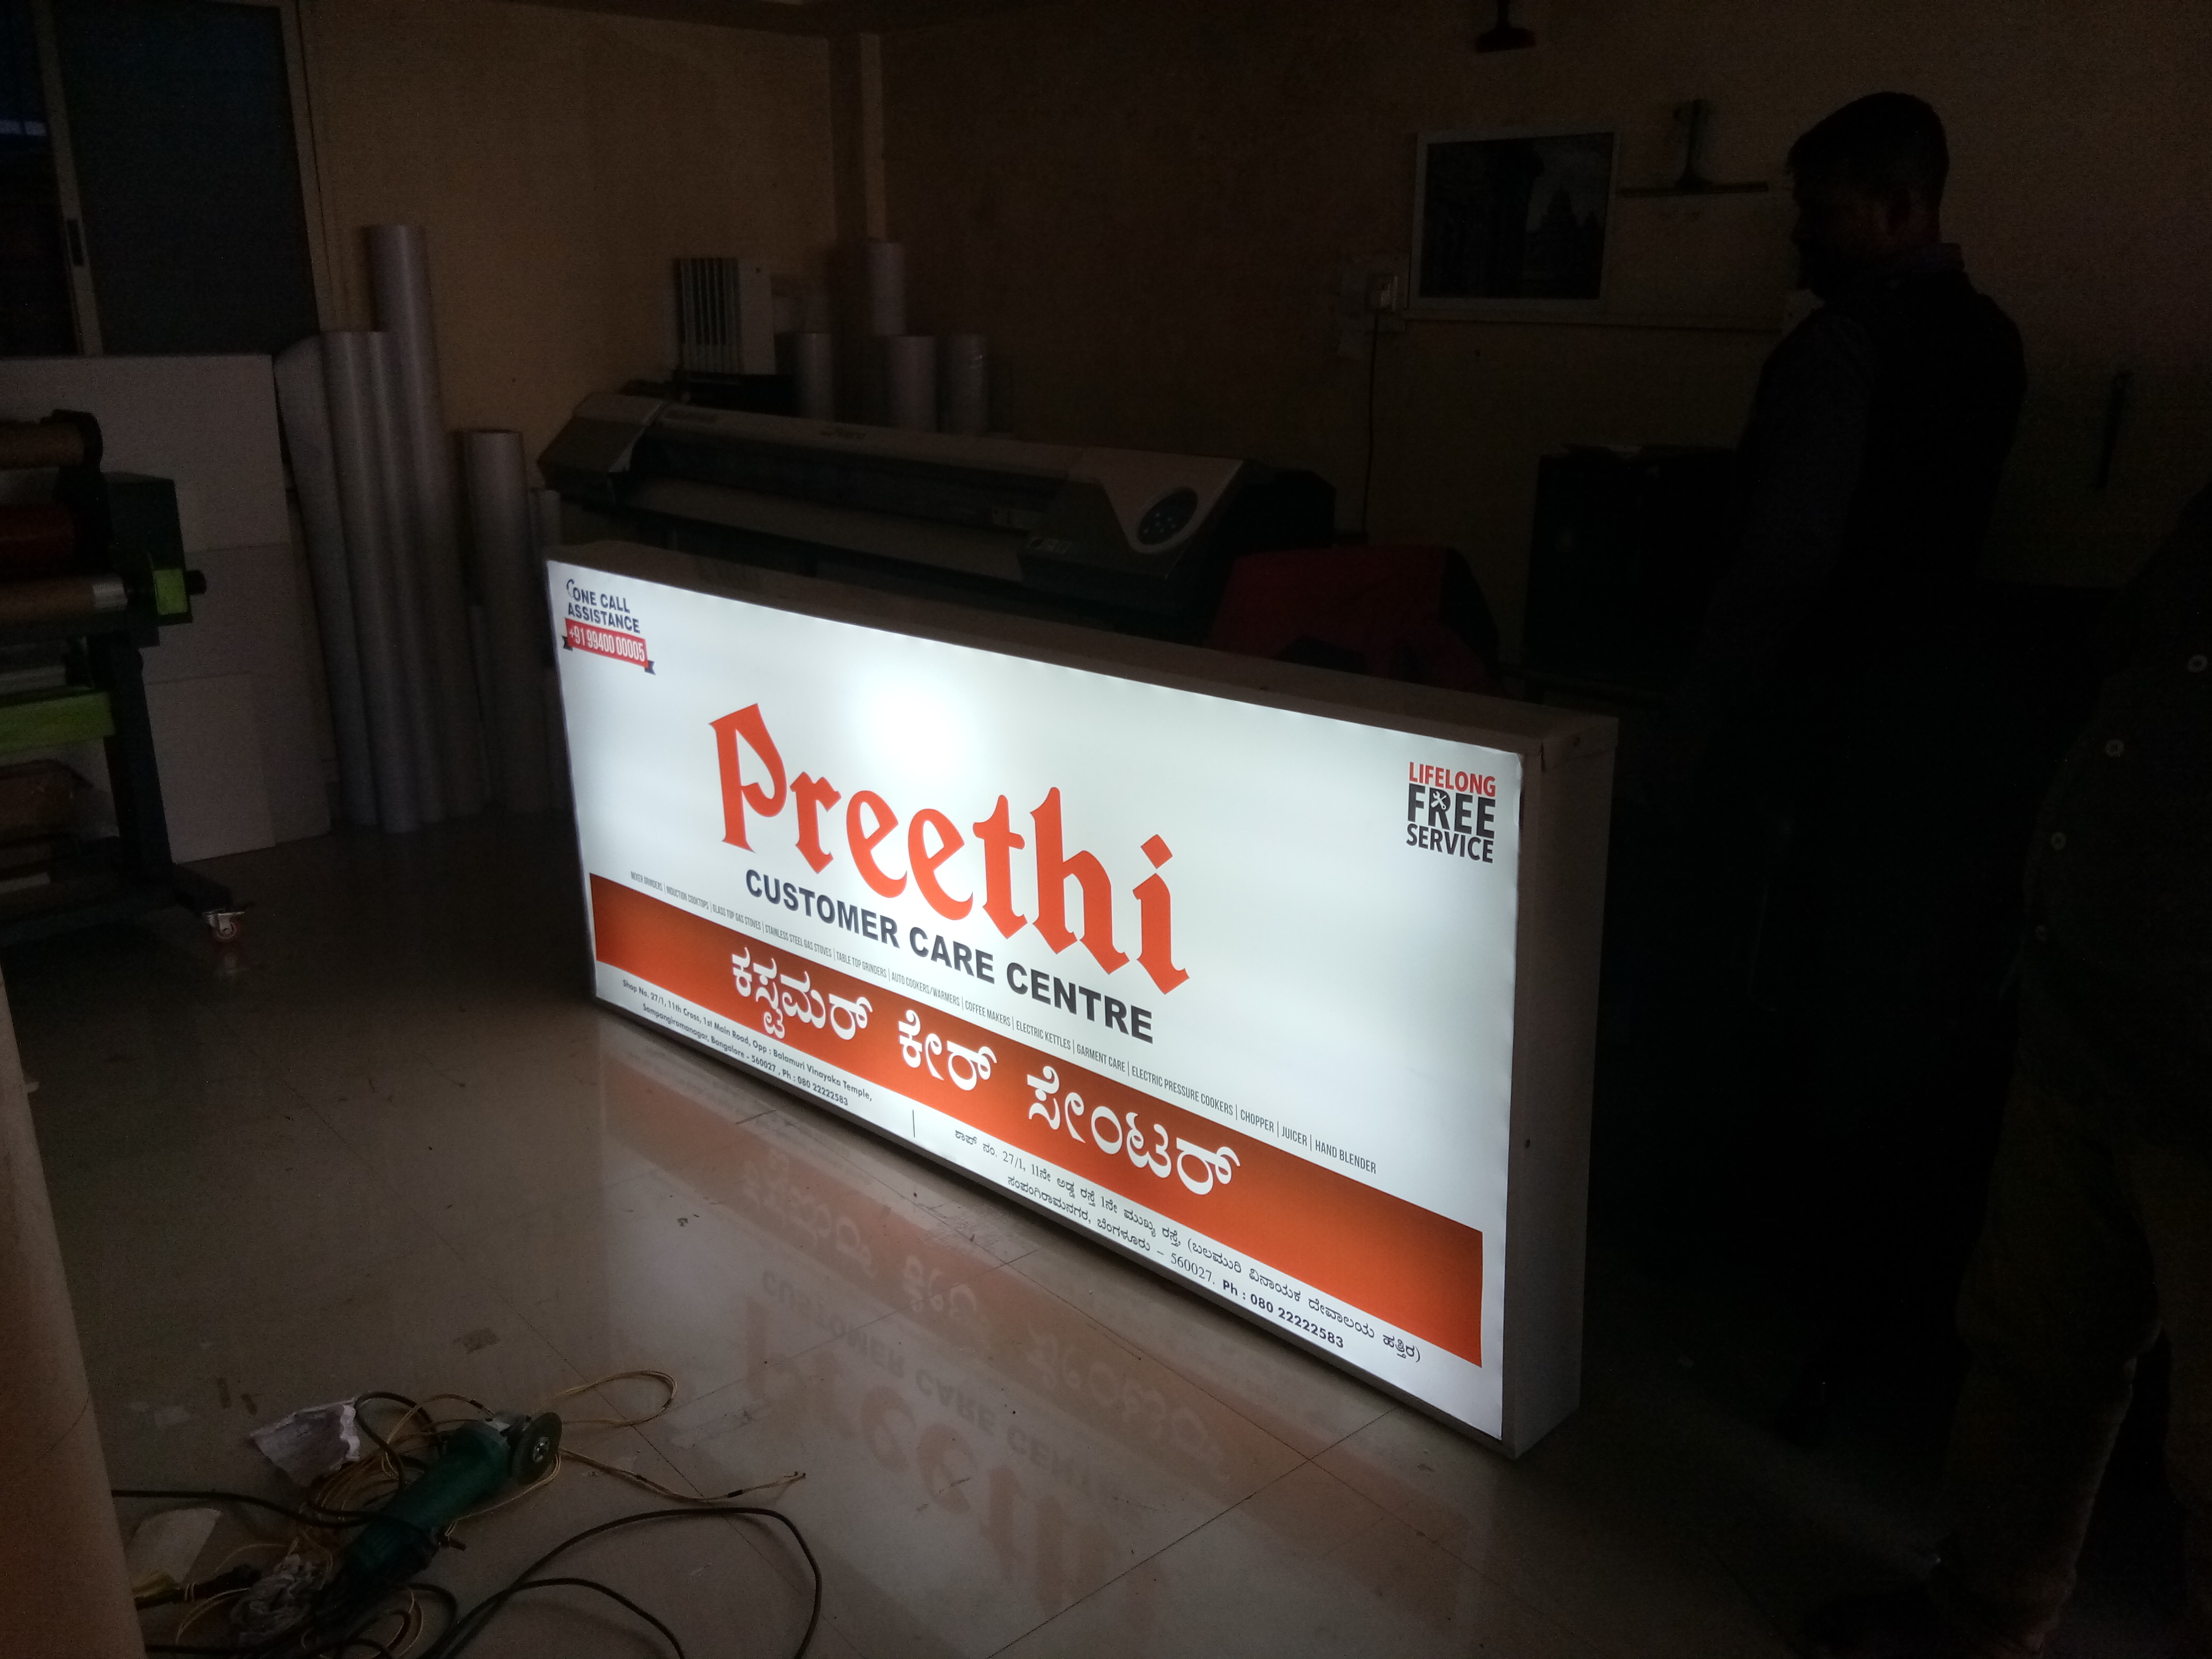 ONE CALL
ASSISTANCE
+91 99400 00005
LIFELONG
FREE
SERVICE
Preethi
CUSTOMER CARE CENTRE
MIXER GRINDERS | INDUCTION COOKTOPS | GLASS TOP GAS STOVES | STAINLESS STEEL GAS STOVES | TABLE TOP GRINDERS | AUTO COOKERS/WARMERS | COFFEE MAKERS | ELECTRIC KETTLES | GARMENT CARE | ELECTRIC PRESSURE COOKERS | CHOPPER | JUICER | HAND BLENDER
ಕಸ್ಟಮರ್ ಕೇರ್ ಸೇಂಟರ್
Shop No. 27/1, 11th Cross, 1st Main Road, Opp : Balamuri Vinayaka Temple,
Sampangiramanagar, Bangalore - 560027 , Ph : 080 22222583
ಶಾಪ್ ನಂ. 27/1, 11ನೇ ಅಡ್ಡ ರಸ್ತೆ 1ನೇ ಮುಖ್ಯ ರಸ್ತೆ, (ಬಲಮುರಿ ವಿನಾಯಕ ದೇವಾಲಯ ಹತ್ತಿರ)
ಸಂಪಂಗಿರಾಮನಗರ, ಬೆಂಗಳೂರು – 560027. Ph : 080 22222583